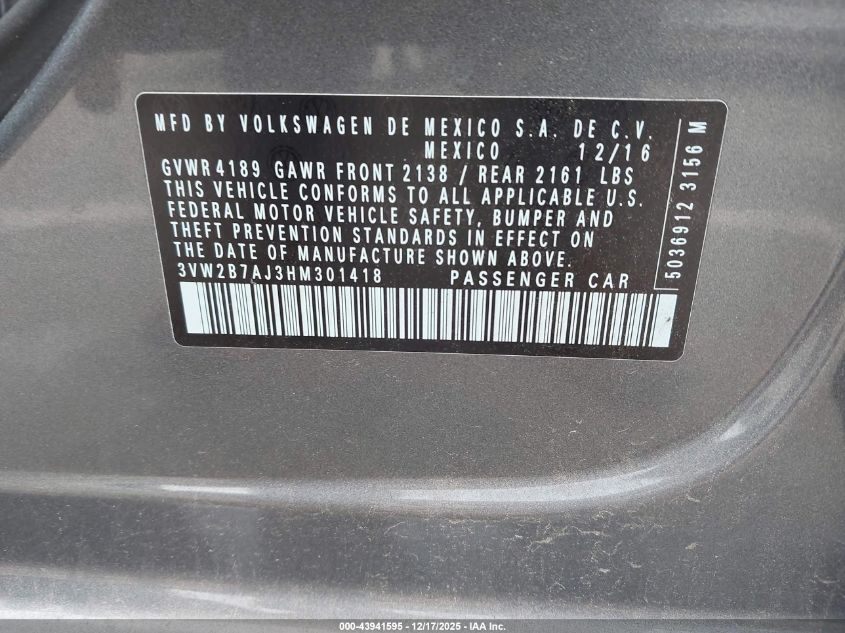 MFD BY VOLKSWAGEN DE MEXICO S.A. DE C.V.
MEXICO 12/16
GVWR 4189 GAWR FRONT 2138 / REAR 2161 LBS
THIS VEHICLE CONFORMS TO ALL APPLICABLE U.S.
FEDERAL MOTOR VEHICLE SAFETY, BUMPER AND
THEFT PREVENTION STANDARDS IN EFFECT ON
THE DATE OF MANUFACTURE SHOWN ABOVE.
3VW2B7AJ3HM301418 PASSENGER CAR
5036912 3156 M
000-43941595 - 12/17/2025 - IAA Inc.